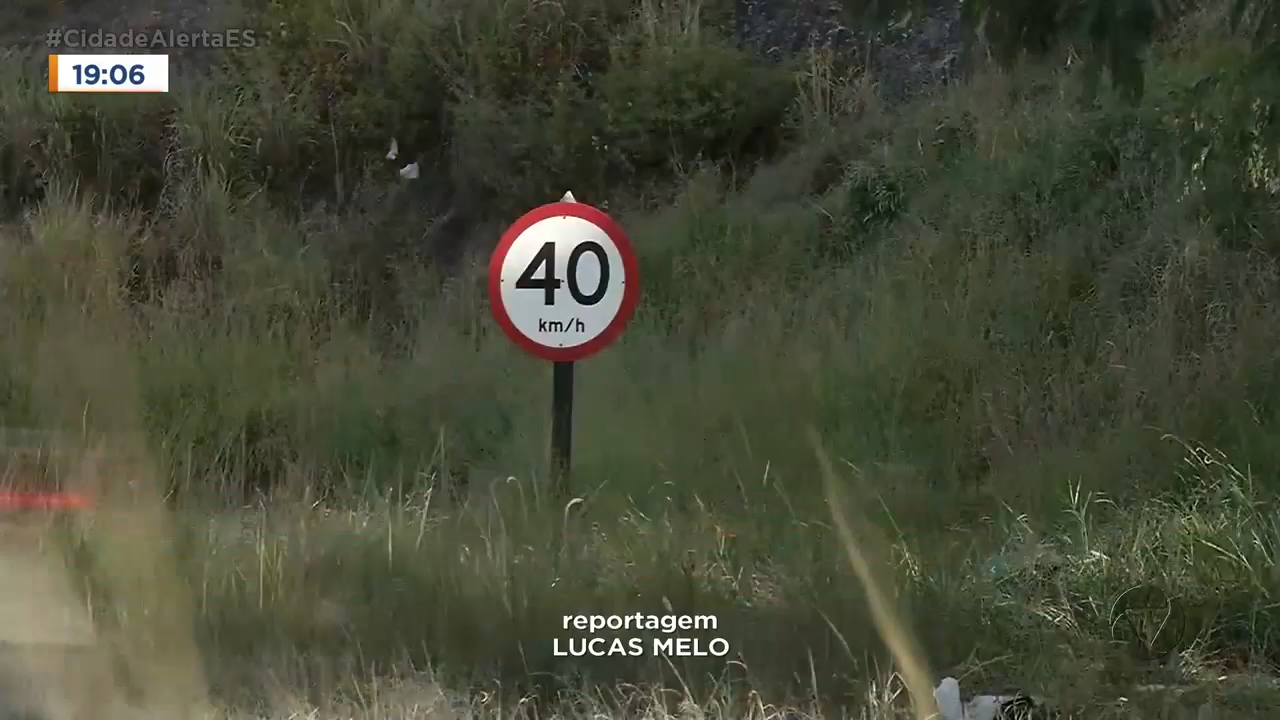 #CidadeAlertaES
19:06
40
km/h
reportagem
LUCAS MELO